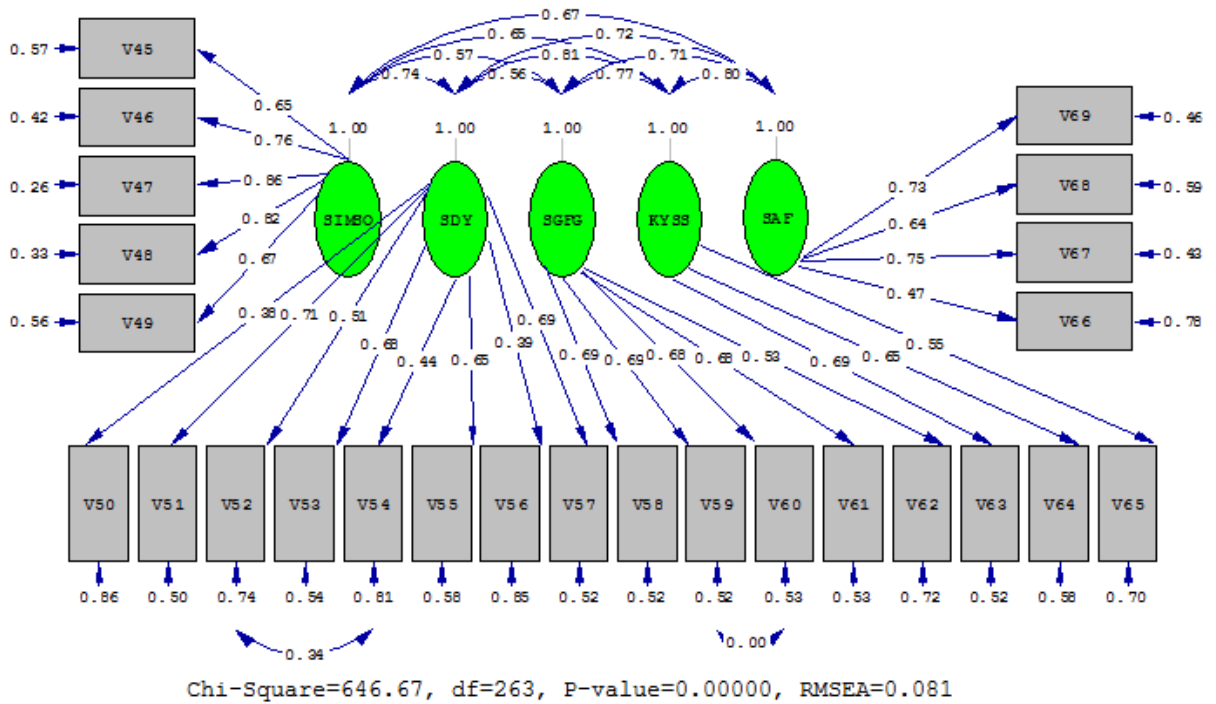 0.67
0.65 0.72
0.57 0.81 0.71
0.74 0.56 0.77 0.80
0.57 V45
0.42 V46
0.26 V47
0.33 V48
0.56 V49
0.65
0.76
0.86
0.82
0.67
1.00 1.00 1.00 1.00 1.00
SIMSO SDY SGFG KYSS SAF
0.73
0.64
0.75
0.47
V69 0.46
V68 0.59
V67 0.43
V66 0.78
0.38 0.71 0.51 0.68 0.44 0.65 0.39 0.69 0.69 0.69 0.68 0.68 0.53 0.69 0.65 0.55
V50 V51 V52 V53 V54 V55 V56 V57 V58 V59 V60 V61 V62 V63 V64 V65
0.86 0.50 0.74 0.54 0.81 0.58 0.85 0.52 0.52 0.52 0.53 0.53 0.72 0.52 0.58 0.70
0.34 0.00
Chi-Square=646.67, df=263, P-value=0.00000, RMSEA=0.081